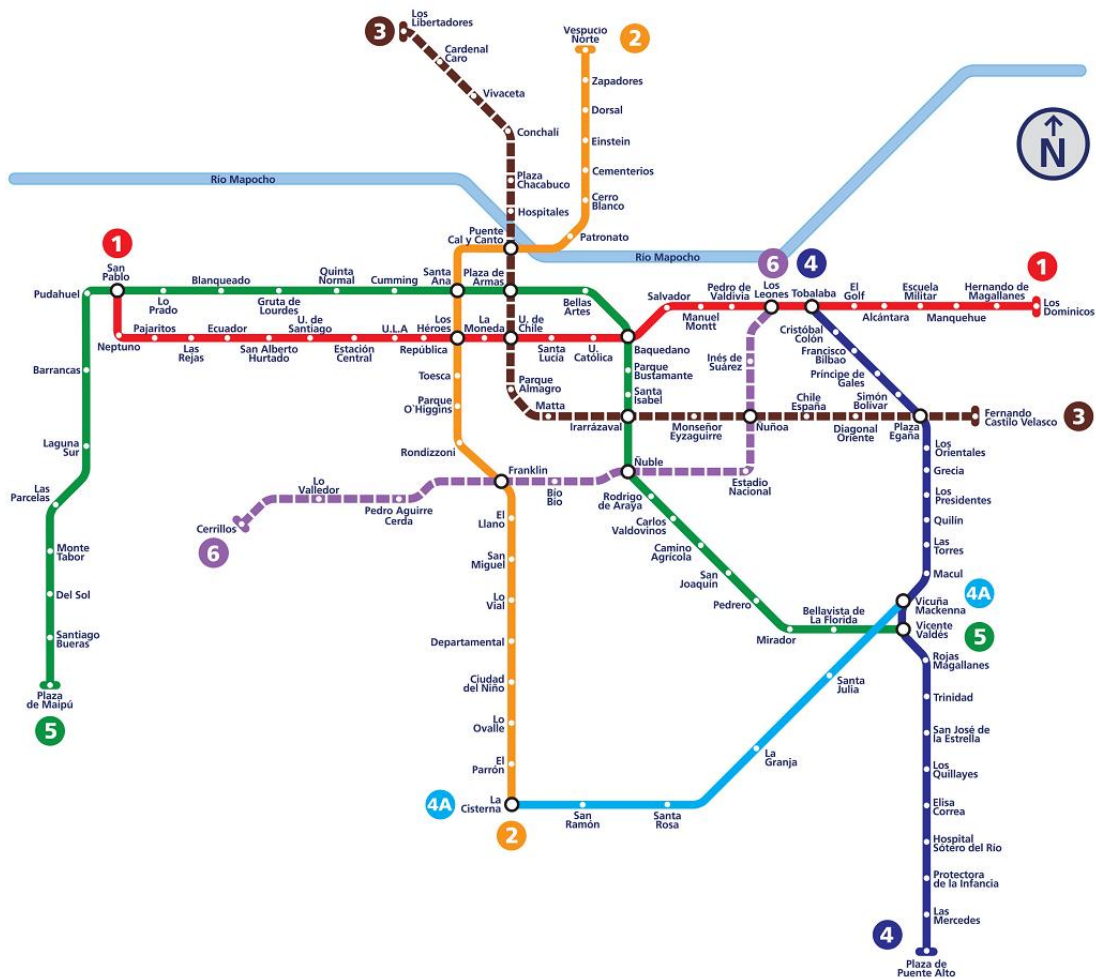 Los
Libertadores
3
Cardenal
Caro
Vivaceta
Conchali
Plaza
Chacabuco
Hospitales
Vespucio
Norte
2
Zapadores
Dorsal
Einstein
Cementerios
Cerro
Blanco
Patronato
N
Río Mapocho
Río Mapocho
Puente
Cal y Canto
1
San
Pablo
Pudahuel
Lo
Prado
Blanqueado
Gruta de
Lourdes
Quinta
Normal
Cumming
Santa
Ana
Plaza de
Armas
Bellas
Artes
6
4
1
Neptuno
Pajaritos
Las
Rejas
Ecuador
San Alberto
Hurtado
U. de
Santiago
Estación
Central
U.L.A
República
Los
Héroes
La
Moneda
U. de
Chile
Santa
Lucía
U.
Católica
Baquedano
Salvador
Manuel
Montt
Pedro de
Valdivia
Los
Leones
Tobalaba
El
Golf
Alcántara
Escuela
Militar
Manquehue
Hernando de
Magallanes
Los
Dominicos
Barrancas
Laguna
Sur
Las
Parcelas
Monte
Tabor
Del Sol
Santiago
Bueras
Plaza
de Maipú
5
Toesca
Parque
O`Higgins
Rondizzoni
Parque
Almagro
Matta
Parque
Bustamante
Santa
Isabel
Irarrázaval
Monseñor
Eyzaguirre
Inés de
Suárez
Ñuñoa
Chile
España
Diagonal
Oriente
Cristóbal
Colón
Francisco
Bilbao
Príncipe de
Gales
Simón
Bolívar
Plaza
Egaña
Fernando
Castilo Velasco
3
Cerrillos
6
Lo
Valledor
Pedro Aguirre
Cerda
Franklin
Bío
Bío
Ñuble
Estadio
Nacional
Rodrigo
de Araya
Carlos
Valdovinos
Camino
Agrícola
San
Joaquín
Pedrero
Mirador
Bellavista de
La Florida
Los
Orientales
Grecia
Los
Presidentes
Quilín
Las
Torres
Macul
Vicuña
Mackenna
4A
Vicente
Valdés
5
El
Llano
San
Miguel
Lo
Vial
Departamental
Ciudad
del Niño
Lo
Ovalle
El
Parrón
4A
La
Cisterna
2
San
Ramón
Santa
Rosa
La
Granja
Santa
Julia
Rojas
Magallanes
Trinidad
San José de
la Estrella
Los
Quillayes
Elisa
Correa
Hospital
Sótero del Río
Protectora
de la Infancia
Las
Mercedes
4
Plaza de
Puente Alto